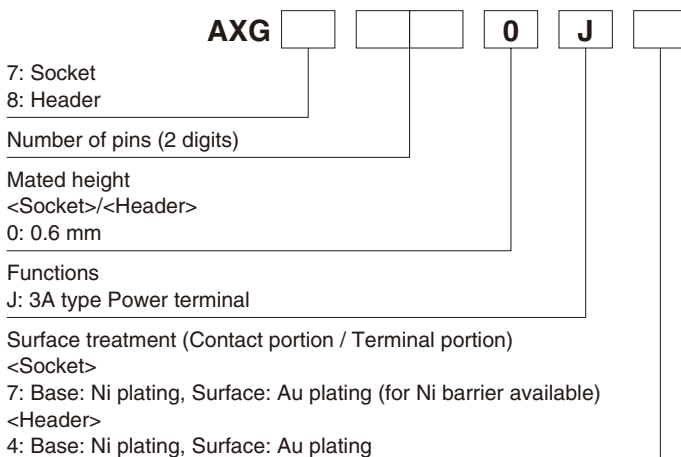 AXG 0 J
7: Socket
8: Header
Number of pins (2 digits)
Mated height
<Socket>/<Header>
0: 0.6 mm
Functions
J: 3A type Power terminal
Surface treatment (Contact portion / Terminal portion)
<Socket>
7: Base: Ni plating, Surface: Au plating (for Ni barrier available)
<Header>
4: Base: Ni plating, Surface: Au plating